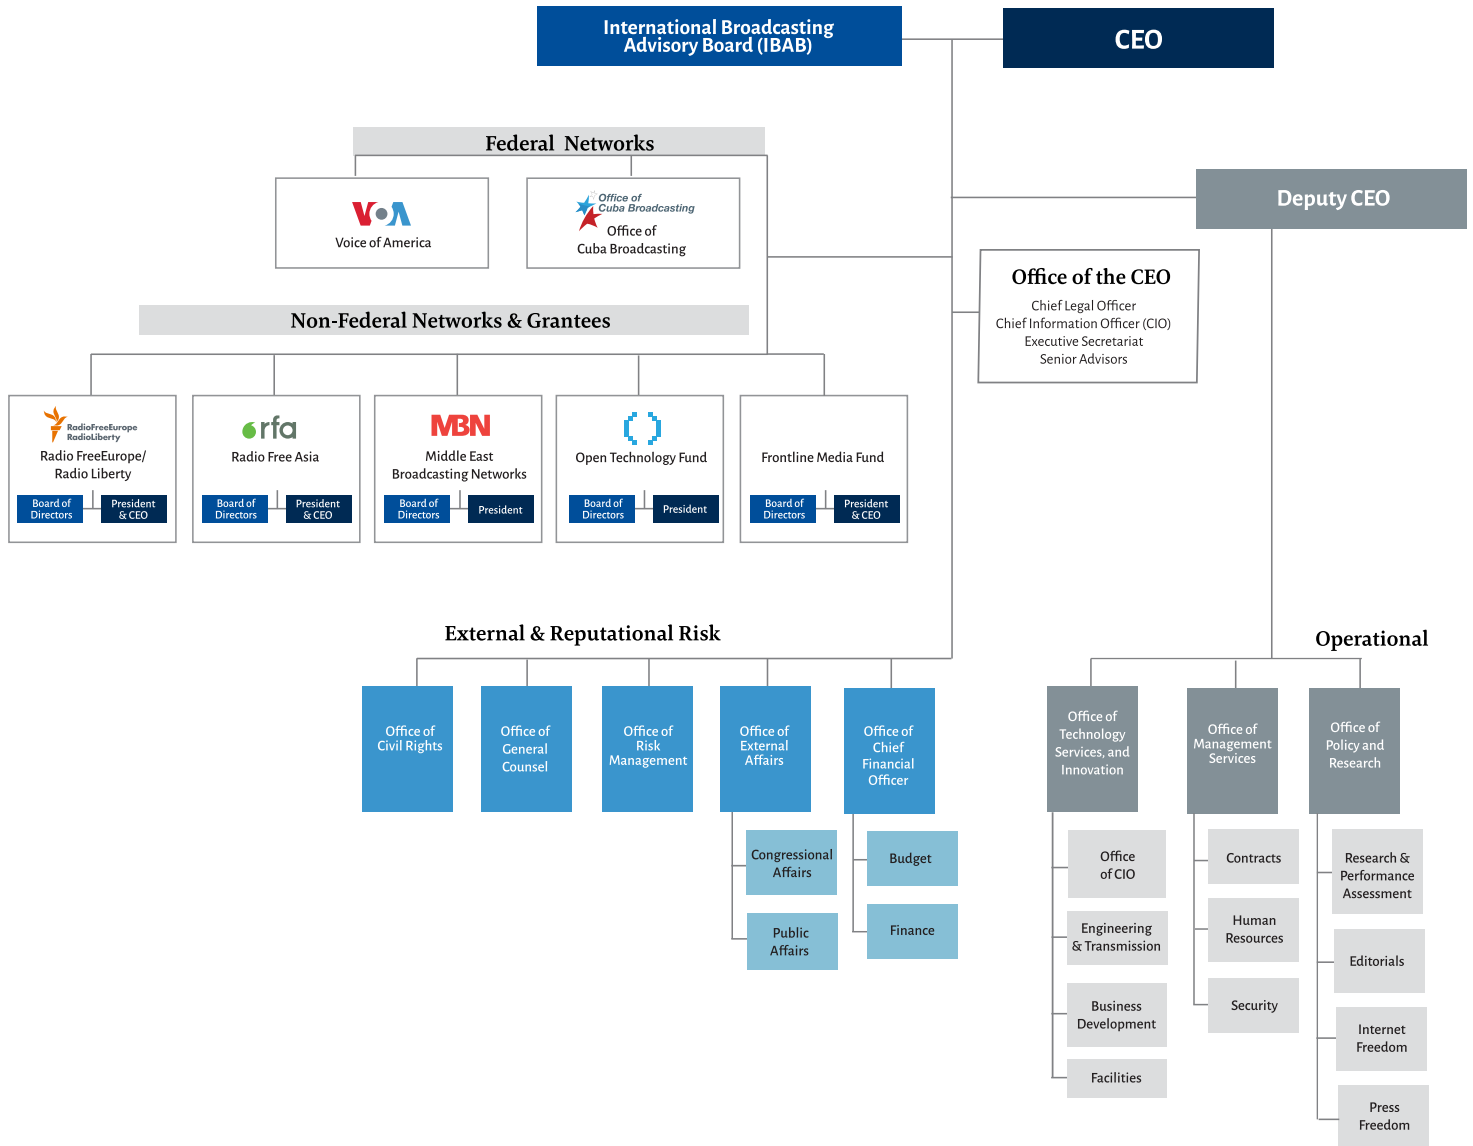 International Broadcasting
Advisory Board (IBAB)
CEO
Federal Networks
VOA
Voice of America
Office of
Cuba Broadcasting
Office of
Cuba Broadcasting
Deputy CEO
Office of the CEO
Chief Legal Officer
Chief Information Officer (CIO)
Executive Secretariat
Senior Advisors
Non-Federal Networks & Grantees
RadioFreeEurope
RadioLiberty
Radio FreeEurope/
Radio Liberty
Board of
Directors
President
& CEO
rfa
Radio Free Asia
Board of
Directors
President
& CEO
MBN
Middle East
Broadcasting Networks
Board of
Directors
President
Open Technology Fund
Board of
Directors
President
Frontline Media Fund
Board of
Directors
President
& CEO
External & Reputational Risk
Office of
Civil Rights
Office of
General
Counsel
Office of
Risk
Management
Office of
External
Affairs
Congressional
Affairs
Public
Affairs
Office of
Chief
Financial
Officer
Budget
Finance
Operational
Office of
Technology
Services, and
Innovation
Office
of CIO
Engineering
& Transmission
Business
Development
Facilities
Office of
Management
Services
Contracts
Human
Resources
Security
Office of
Policy and
Research
Research &
Performance
Assessment
Editorials
Internet
Freedom
Press
Freedom